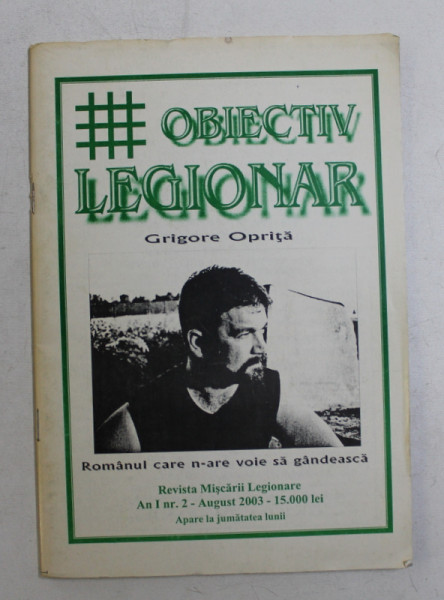 OBIECTIV
LEGIONAR
Grigore Opriţă
Românul care n-are voie să gândească
Revista Mişcării Legionare
An I nr. 2 - August 2003 - 15.000 lei
Apare la jumătatea lunii